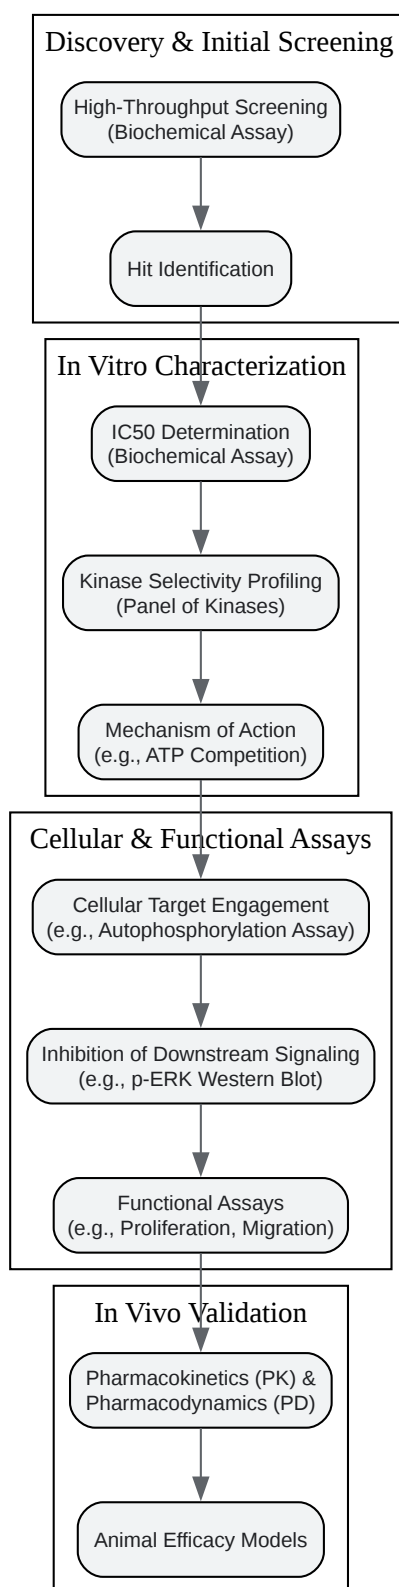 Discovery & Initial Screening
High-Throughput Screening
(Biochemical Assay)
Hit Identification
In Vitro Characterization
IC50 Determination
(Biochemical Assay)
Kinase Selectivity Profiling
(Panel of Kinases)
Mechanism of Action
(e.g., ATP Competition)
Cellular & Functional Assays
Cellular Target Engagement
(e.g., Autophosphorylation Assay)
Inhibition of Downstream Signaling
(e.g., p-ERK Western Blot)
Functional Assays
(e.g., Proliferation, Migration)
In Vivo Validation
Pharmacokinetics (PK) &
Pharmacodynamics (PD)
Animal Efficacy Models